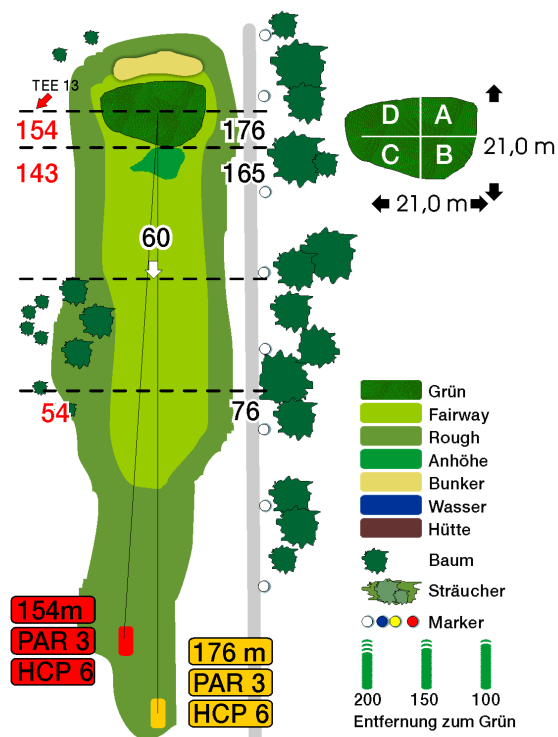 TEE 13
154
176
143
165
60
54
76
D A
C B
21,0 m
21,0 m
Grün
Fairway
Rough
Anhöhe
Bunker
Wasser
Hütte
Baum
Sträucher
Marker
200 150 100
Entfernung zum Grün
154m
PAR 3
HCP 6
176 m
PAR 3
HCP 6